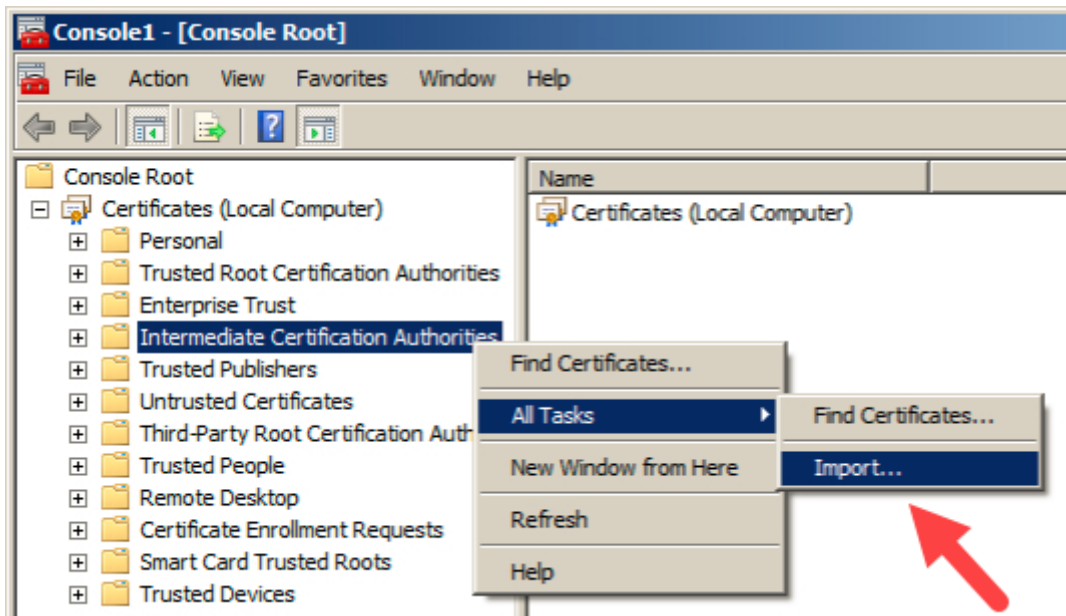 Console1 - [Console Root]
File Action View Favorites Window Help
Console Root
Certificates (Local Computer)
Personal
Trusted Root Certification Authorities
Enterprise Trust
Intermediate Certification Authorities
Trusted Publishers
Untrusted Certificates
Third-Party Root Certification Auth
Trusted People
Remote Desktop
Certificate Enrollment Requests
Smart Card Trusted Roots
Trusted Devices
Name
Certificates (Local Computer)
Find Certificates...
All Tasks
New Window from Here
Refresh
Help
Find Certificates...
Import...